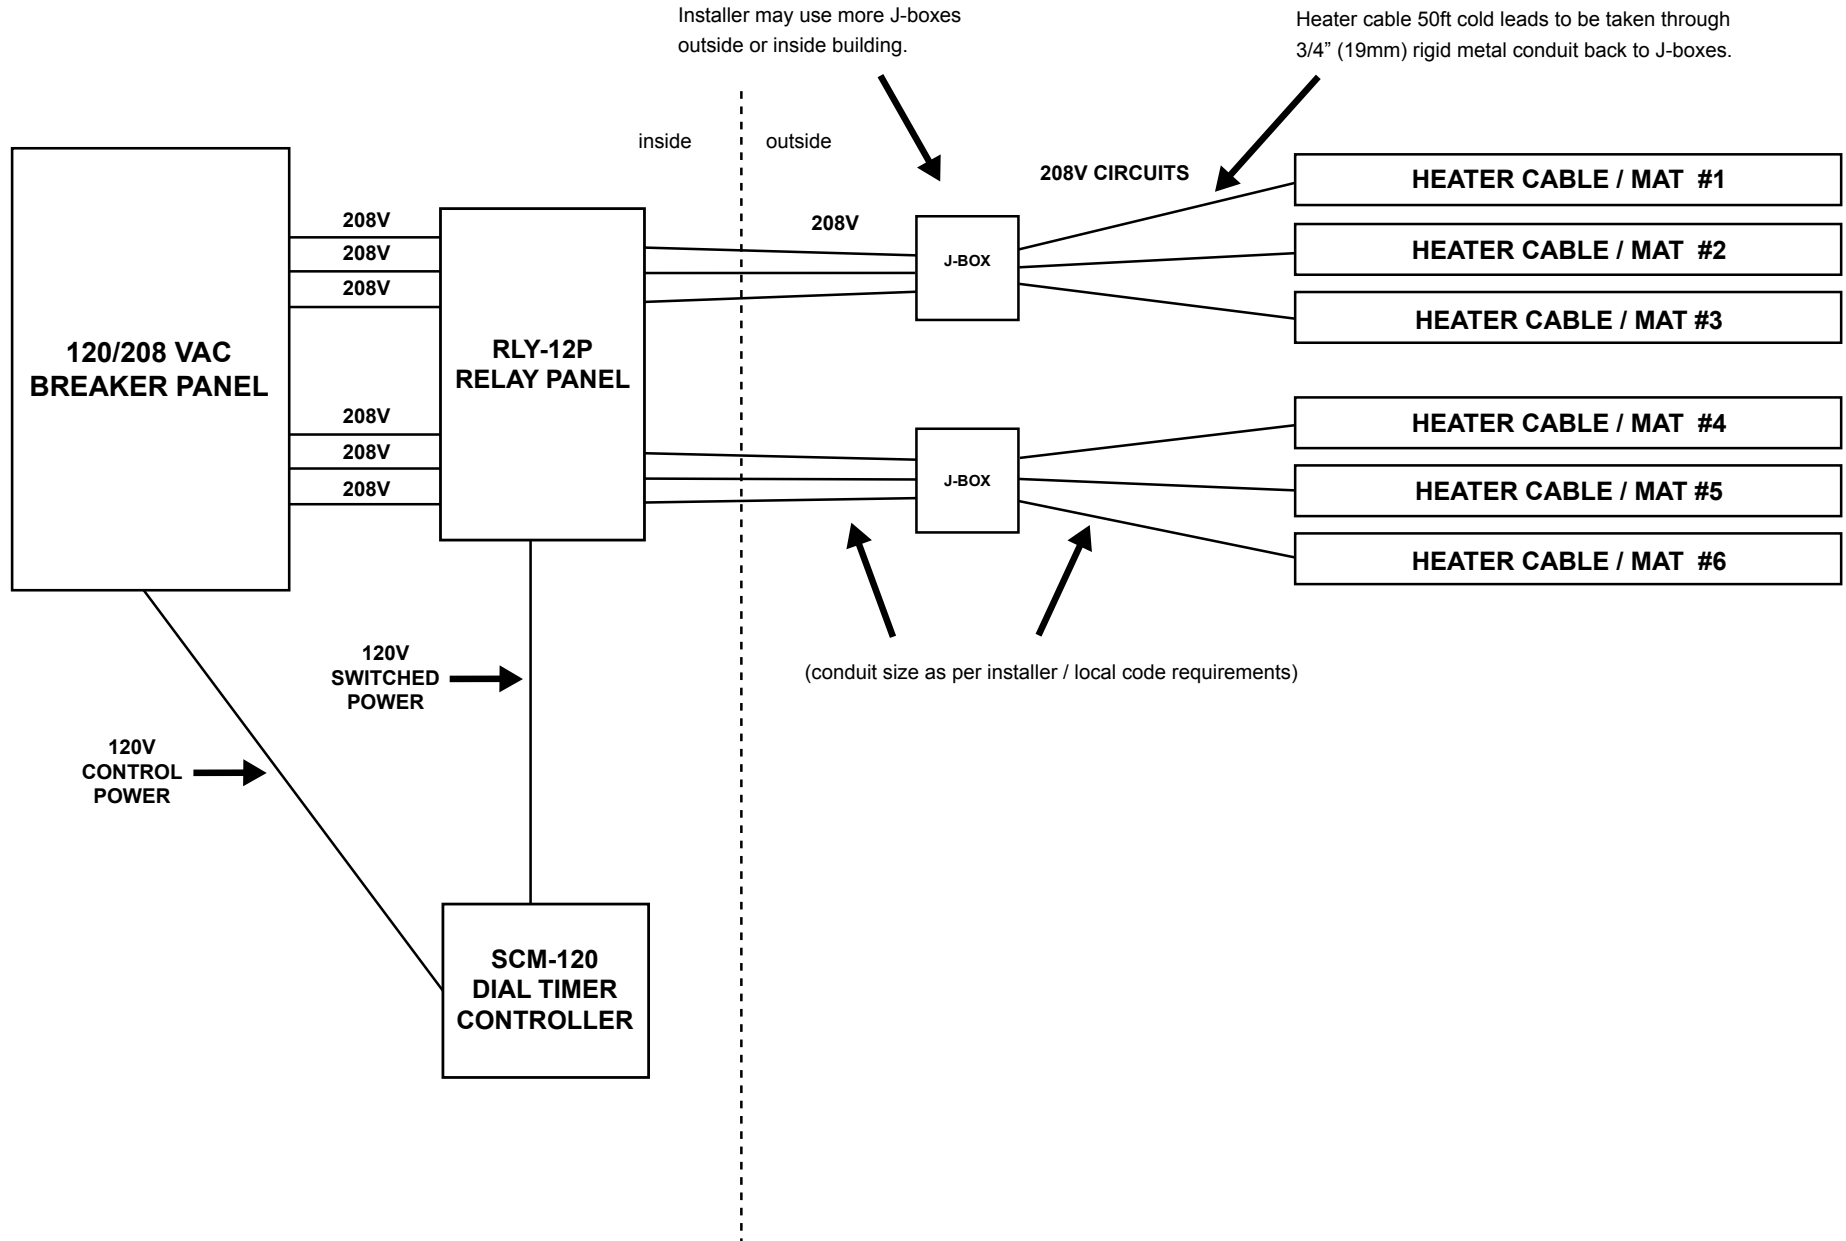 Installer may use more J-boxes
outside or inside building.
Heater cable 50ft cold leads to be taken through
3/4” (19mm) rigid metal conduit back to J-boxes.
inside
outside
208V CIRCUITS
208V
208V
208V
208V
120/208 VAC
BREAKER PANEL
RLY-12P
RELAY PANEL
J-BOX
HEATER CABLE / MAT #1
HEATER CABLE / MAT #2
HEATER CABLE / MAT #3
208V
208V
208V
J-BOX
HEATER CABLE / MAT #4
HEATER CABLE / MAT #5
HEATER CABLE / MAT #6
(conduit size as per installer / local code requirements)
120V
SWITCHED
POWER
120V
CONTROL
POWER
SCM-120
DIAL TIMER
CONTROLLER